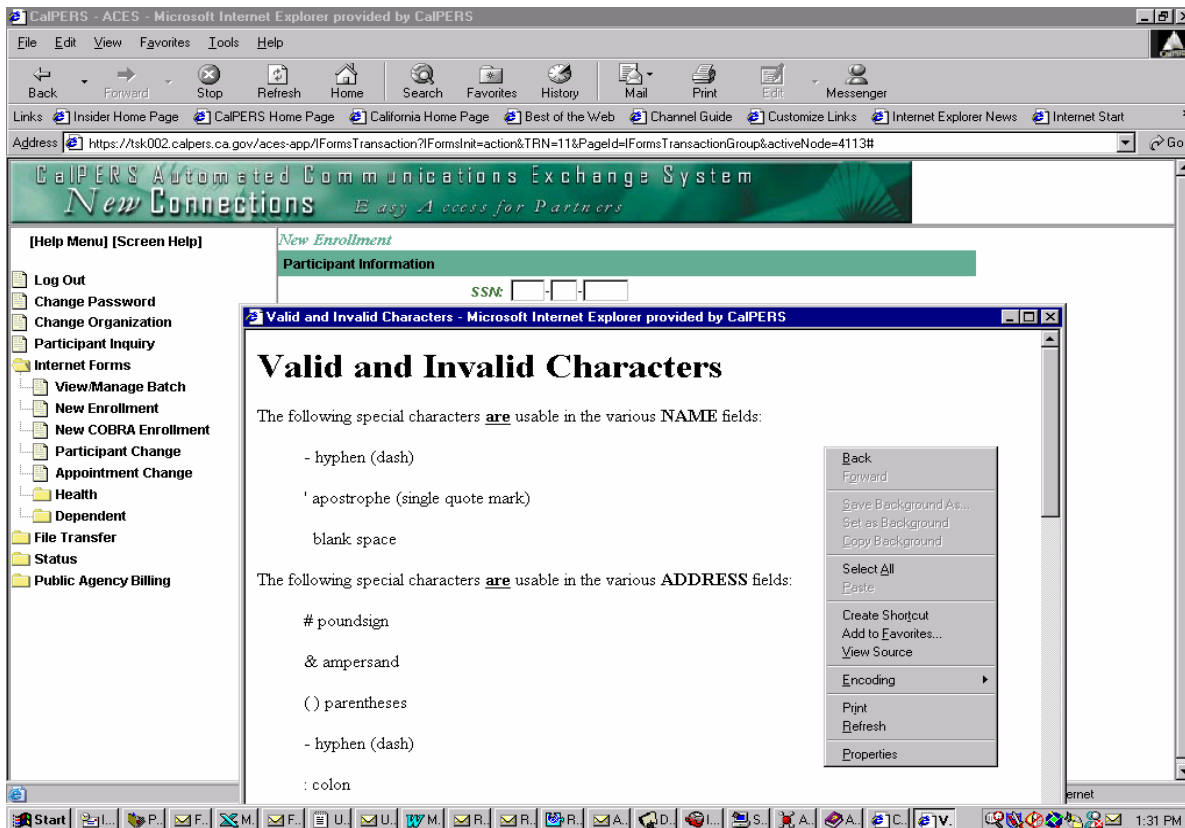 CalPERS - ACES - Microsoft Internet Explorer provided by CalPERS
File Edit View Favorites Tools Help
Back Forward Stop Refresh Home Search Favorites History Mail Print Edit Messenger
Links Insider Home Page CalPERS Home Page California Home Page Best of the Web Channel Guide Customize Links Internet Explorer News Internet Start
Address https://tsk002.calpers.ca.gov/aces-app/IFormsTransaction?IFormsInit=action&TRN=11&PageId=IFormsTransactionGroup&activeNode=4113# Go
CalPERS Automated Communications Exchange System
New Connections Easy Access for Partners
[Help Menu] [Screen Help]
Log Out
Change Password
Change Organization
Participant Inquiry
Internet Forms
View/Manage Batch
New Enrollment
New COBRA Enrollment
Participant Change
Appointment Change
Health
Dependent
File Transfer
Status
Public Agency Billing
New Enrollment
Participant Information
SSN: - -
Valid and Invalid Characters - Microsoft Internet Explorer provided by CalPERS
Valid and Invalid Characters
The following special characters are usable in the various NAME fields:
- hyphen (dash)
' apostrophe (single quote mark)
blank space
The following special characters are usable in the various ADDRESS fields:
# poundsign
& ampersand
( ) parentheses
- hyphen (dash)
: colon
Back
Forward
Save Background As...
Set as Background
Copy Background
Select All
Paste
Create Shortcut
Add to Favorites...
View Source
Encoding
Print
Refresh
Properties
ernet
Start I... P... F... M... F... U... U... M... R... R... R... A... D... I... S... A... A... C... V... 1:31 PM